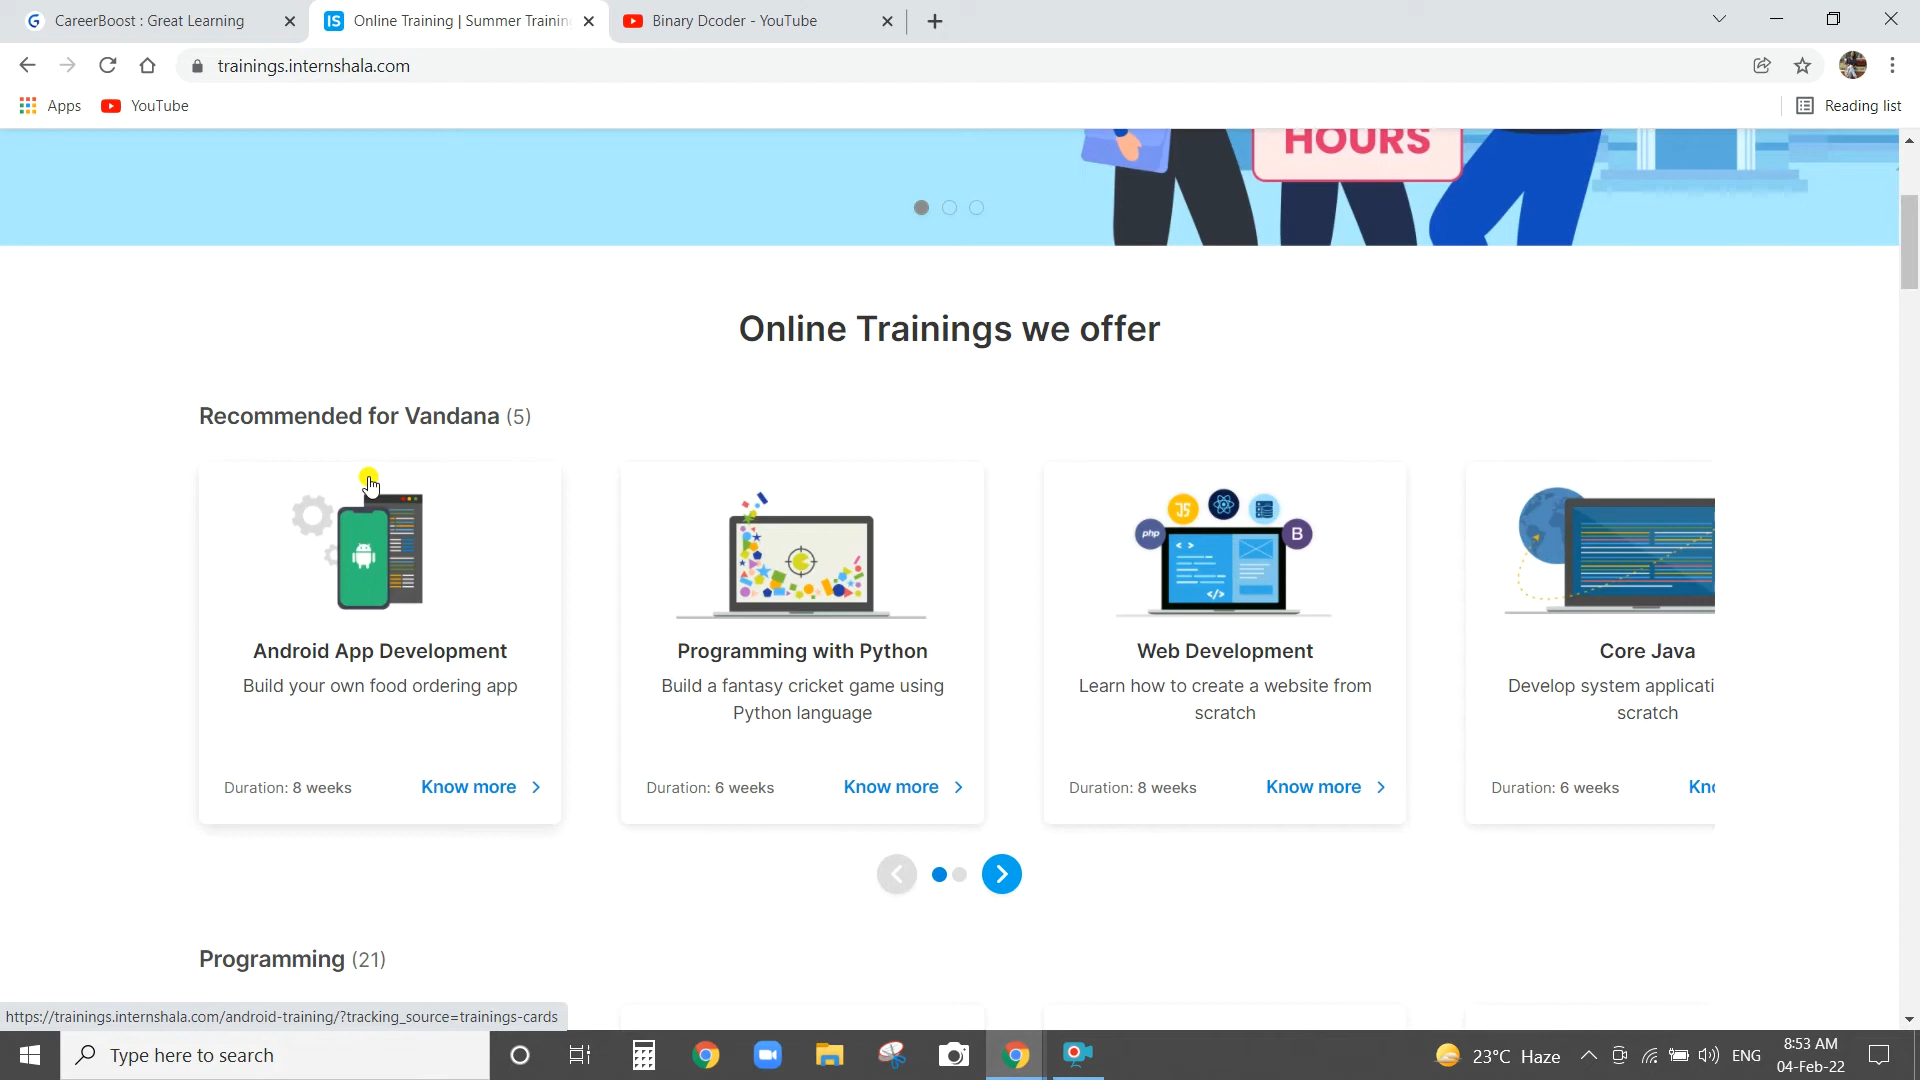 CareerBoost : Great Learning
IS Online Training | Summer Trainin
Binary Dcoder - YouTube
trainings.internshala.com
Apps
YouTube
Reading list
HOURS
Online Trainings we offer
Recommended for Vandana (5)
JS
php
B
</>
Android App Development
Build your own food ordering app
Duration: 8 weeks
Know more
Programming with Python
Build a fantasy cricket game using
Python language
Duration: 6 weeks
Know more
Web Development
Learn how to create a website from
scratch
Duration: 8 weeks
Know more
Core Java
Develop system applicati
scratch
Duration: 6 weeks
Kno
Programming (21)
https://trainings.internshala.com/android-training/?tracking_source=trainings-cards
Type here to search
23°C Haze
ENG
8:53 AM
04-Feb-22